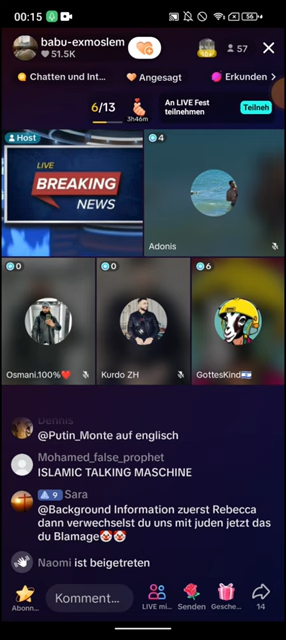 00:15
56
babu-exmoslem
51.5K
57
Chatten und Int...
Angesagt
Erkunden
6/13
3h46m
An LIVE Fest
teilnehmen
Teilneh
Host
LIVE
BREAKING
NEWS
4
Adonis
0
Osmani.100%❤️
0
Kurdo ZH
6
GottesKind🇮🇱
Dennis
@Putin_Monte auf englisch
Mohamed_false_prophet
ISLAMIC TALKING MASCHINE
9 Sara
@Background Information zuerst Rebecca
dann verwechselst du uns mit juden jetzt das
du Blamage🤡🤡
Naomi ist beigetreten
Abonn...
Komment...
LIVE mi...
Senden
Gesche...
14